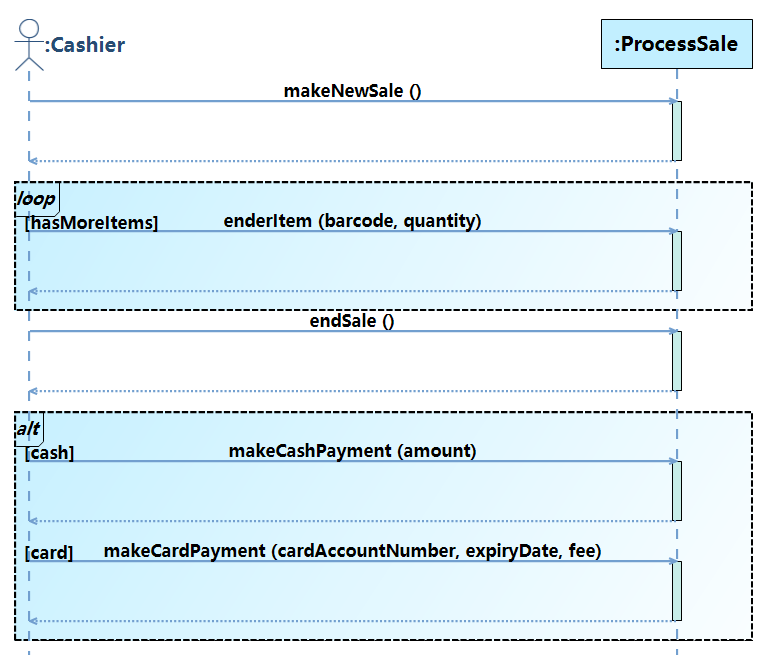 :Cashier
:ProcessSale
makeNewSale ()
loop
[hasMoreItems]
enderItem (barcode, quantity)
endSale ()
alt
[cash]
makeCashPayment (amount)
[card]
makeCardPayment (cardAccountNumber, expiryDate, fee)